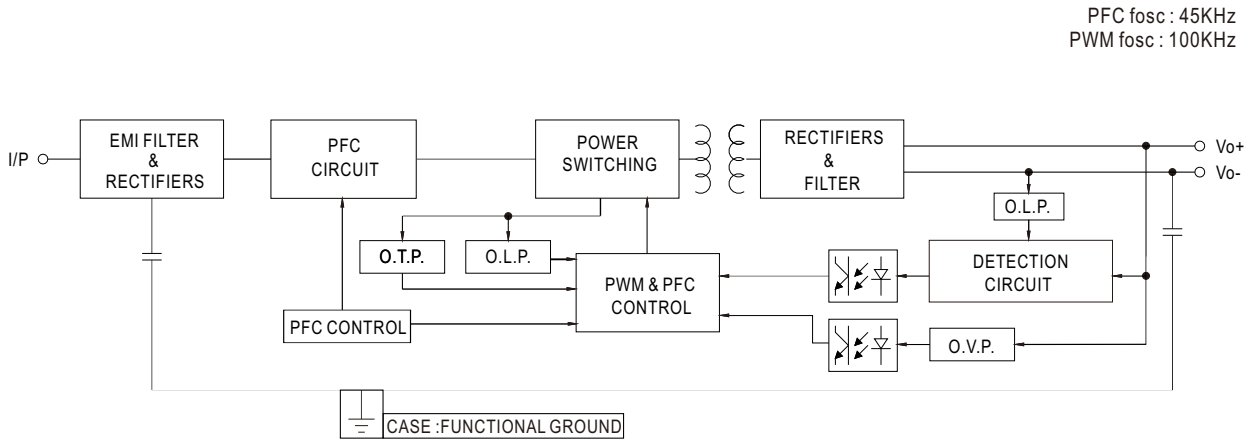 PFC fosc : 45KHz
PWM fosc : 100KHz
I/P
EMI FILTER
&
RECTIFIERS
PFC
CIRCUIT
POWER
SWITCHING
RECTIFIERS
&
FILTER
Vo+
Vo-
O.L.P.
O.T.P.
O.L.P.
PWM & PFC
CONTROL
DETECTION
CIRCUIT
PFC CONTROL
O.V.P.
CASE :FUNCTIONAL GROUND